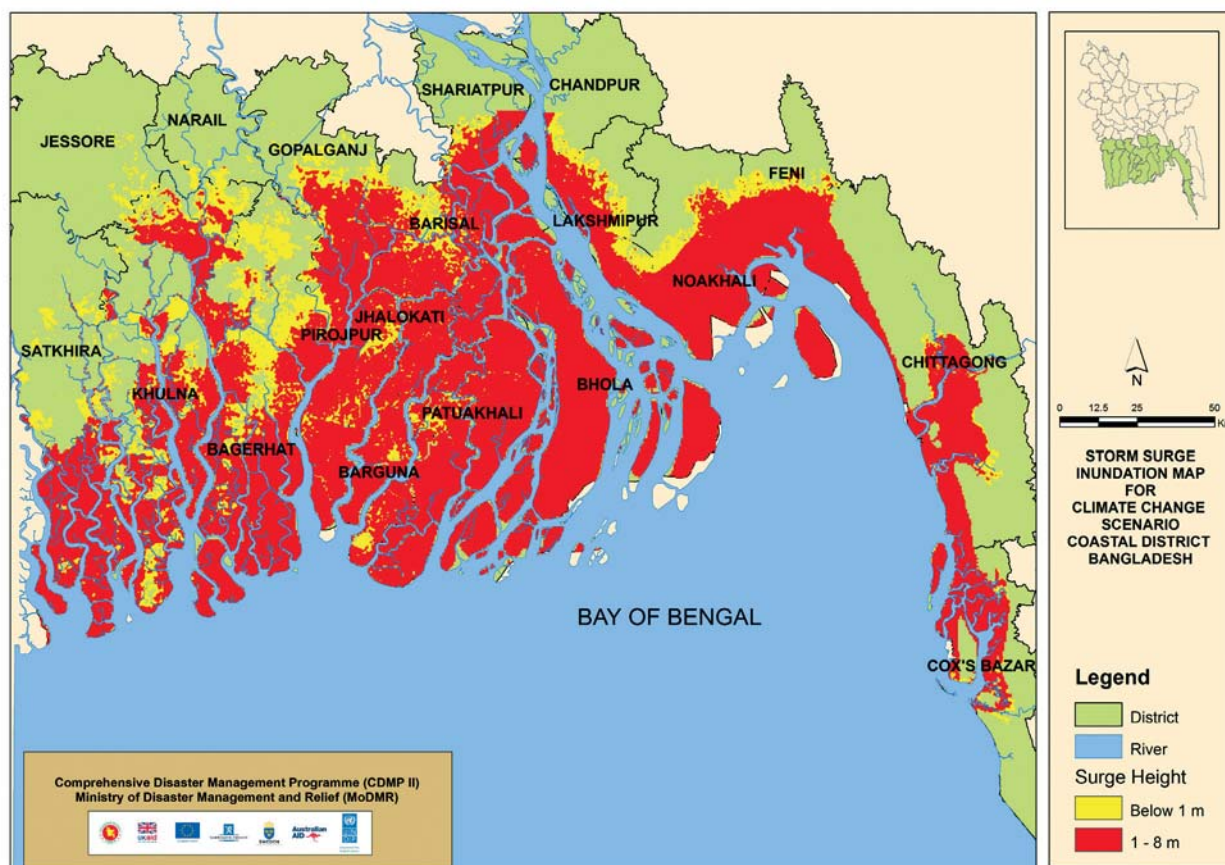 SHARIATPUR
CHANDPUR
NARAIL
JESSORE
GOPALGANJ
FENI
BARISAL
LAKSHMIPUR
NOAKHALI
JHALOKATI
PIROJPUR
SATKHIRA
CHITTAGONG
KHULNA
BHOLA
PATUAKHALI
BAGERHAT
BARGUNA
BAY OF BENGAL
COX'S BAZAR
Comprehensive Disaster Management Programme (CDMP II)
Ministry of Disaster Management and Relief (MoDMR)
UKaid
Australian
AID
N
0 12.5 25 50
STORM SURGE
INUNDATION MAP
FOR
CLIMATE CHANGE
SCENARIO
COASTAL DISTRICT
BANGLADESH
Legend
District
River
Surge Height
Below 1 m
1 - 8 m